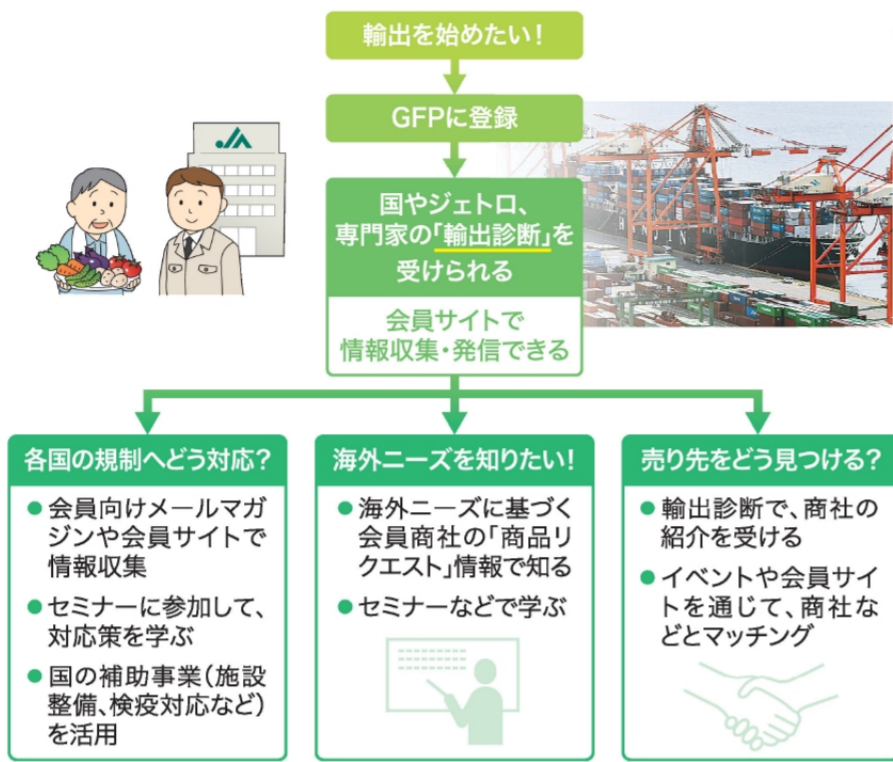 輸出を始めたい！
GFPに登録
国やジェトロ、
専門家の「輸出診断」を
受けられる
会員サイトで
情報収集・発信できる
各国の規制へどう対応？
● 会員向けメールマガ
ジンや会員サイトで
情報収集
● セミナーに参加して、
対応策を学ぶ
● 国の補助事業（施設
整備、検疫対応など）
を活用
海外ニーズを知りたい！
● 海外ニーズに基づく
会員商社の「商品リ
クエスト」情報で知る
● セミナーなどで学ぶ
売り先をどう見つける？
● 輸出診断で、商社の
紹介を受ける
● イベントや会員サイ
トを通じて、商社な
どとマッチング